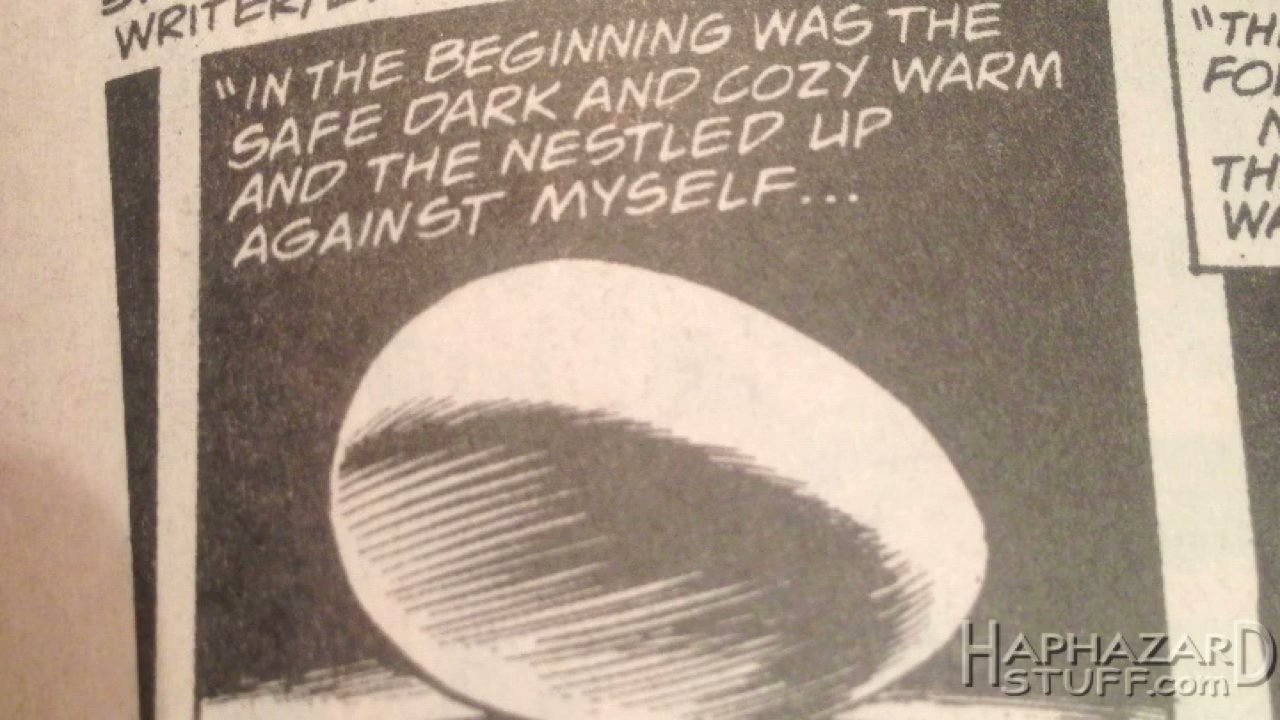 WRITER/
"IN THE BEGINNING WAS THE
SAFE DARK AND COZY WARM
AND THE NESTLED UP
AGAINST MYSELF...
HAPHAZARD
STUFF.com